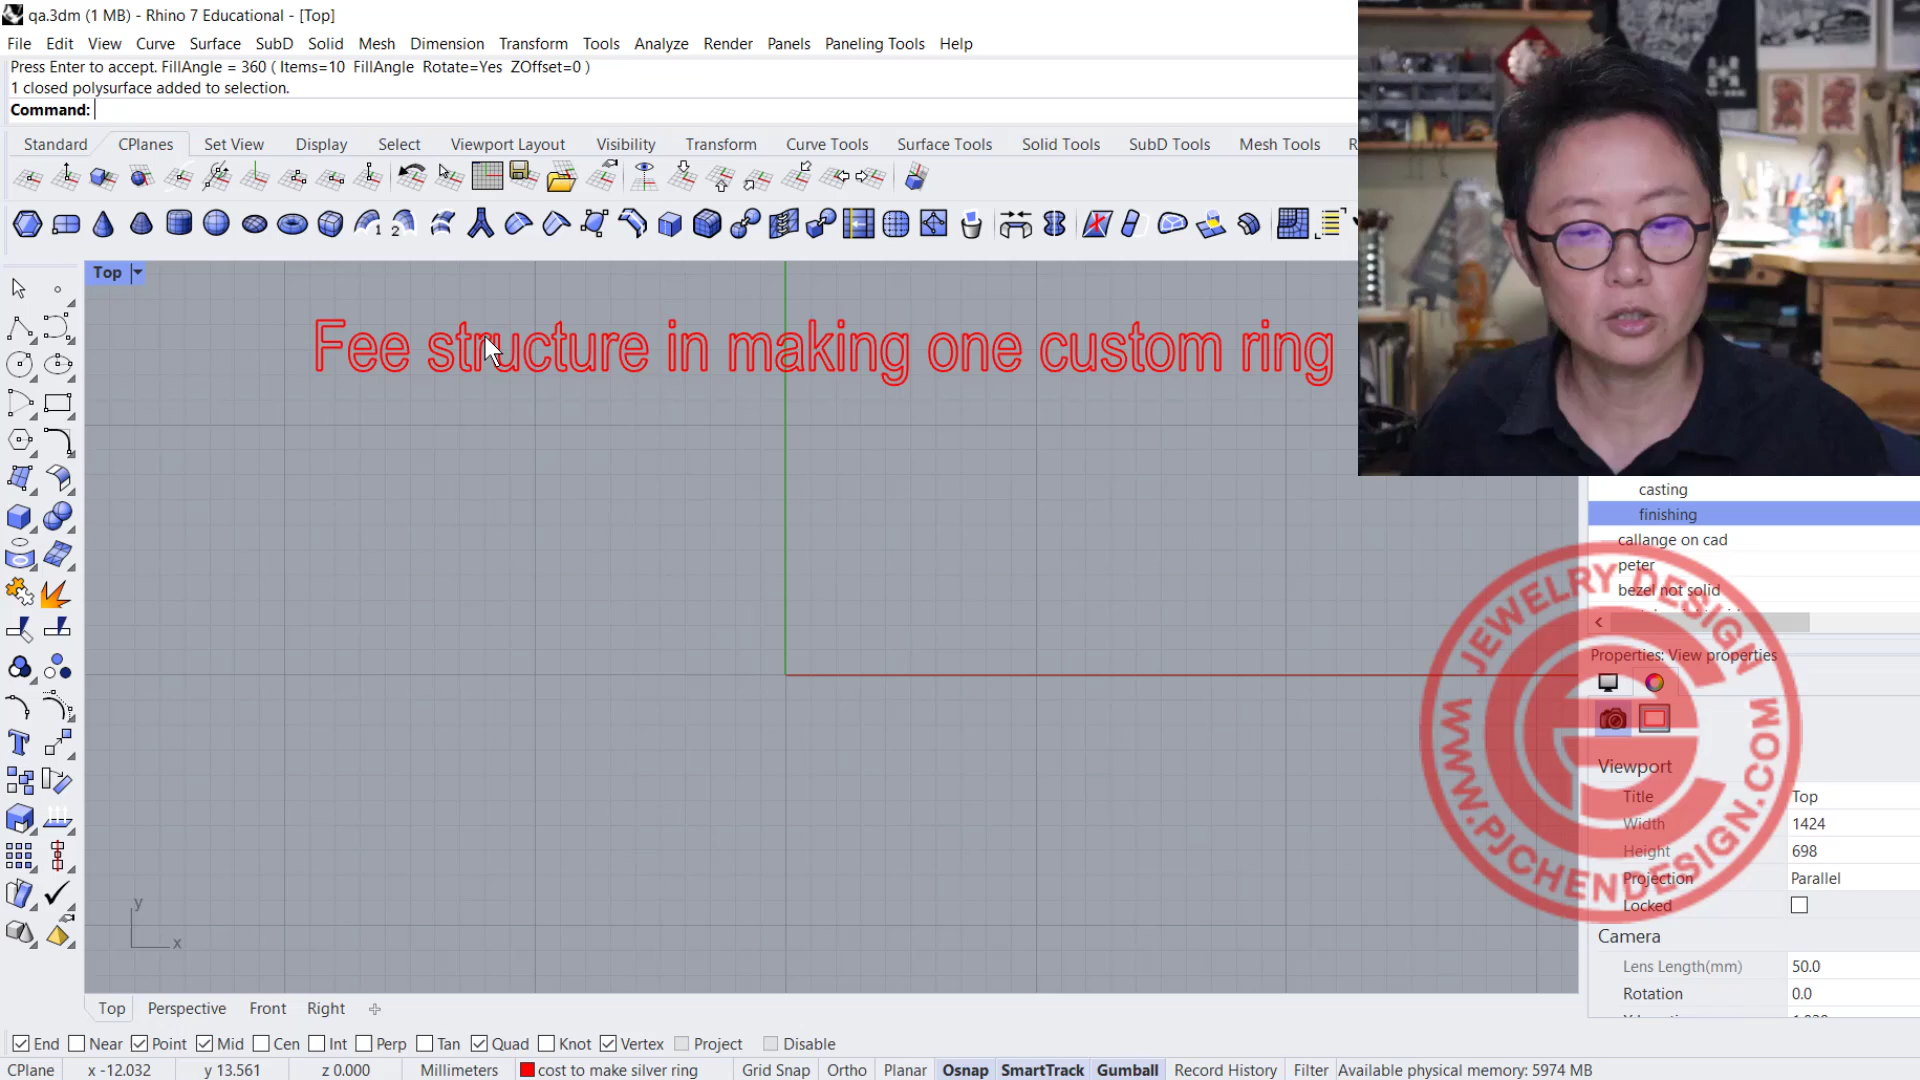 qa.3dm (1 MB) - Rhino 7 Educational - [Top]
File Edit View Curve Surface SubD Solid Mesh Dimension Transform Tools Analyze Render Panels Paneling Tools Help
Press Enter to accept. FillAngle = 360 ( Items=10 FillAngle Rotate=Yes ZOffset=0 )
1 closed polysurface added to selection.
Command:
Standard CPlanes Set View Display Select Viewport Layout Visibility Transform Curve Tools Surface Tools Solid Tools SubD Tools Mesh Tools R
Top
Fee structure in making one custom ring
casting
finishing
callange on cad
peter
bezel not solid
Properties: View properties
JEWELRY DESIGN
WWW.PJCHENDESIGN.COM
Viewport
Title Top
Width 1424
Height 698
Projection Parallel
Locked
Camera
Lens Length(mm) 50.0
Rotation 0.0
y
x
Top Perspective Front Right
End Near Point Mid Cen Int Perp Tan Quad Knot Vertex Project Disable
CPlane x -12.032 y 13.561 z 0.000 Millimeters cost to make silver ring Grid Snap Ortho Planar Osnap SmartTrack Gumball Record History Filter Available physical memory: 5974 MB